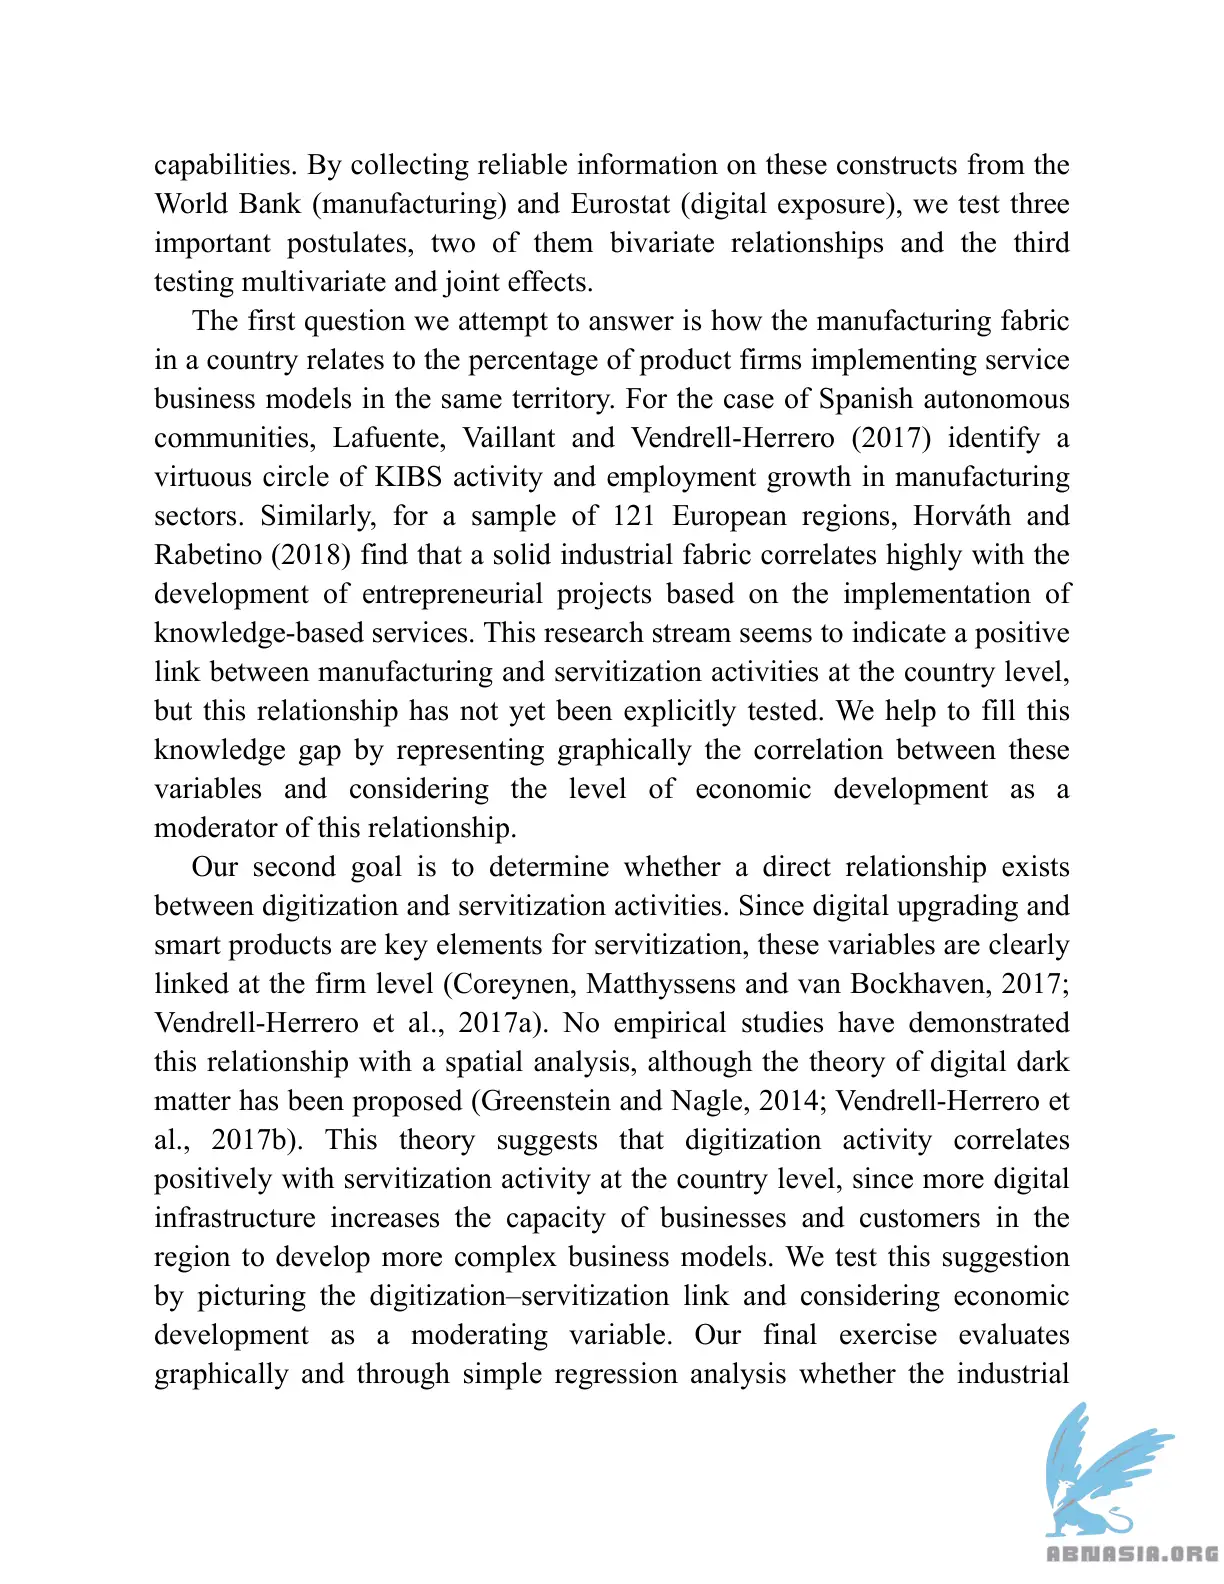 capabilities. By collecting reliable information on these constructs from the
World Bank (manufacturing) and Eurostat (digital exposure), we test three
important postulates, two of them bivariate relationships and the third
testing multivariate and joint effects.
The first question we attempt to answer is how the manufacturing fabric
in a country relates to the percentage of product firms implementing service
business models in the same territory. For the case of Spanish autonomous
communities, Lafuente, Vaillant and Vendrell-Herrero (2017) identify a
virtuous circle of KIBS activity and employment growth in manufacturing
sectors. Similarly, for a sample of 121 European regions, Horváth and
Rabetino (2018) find that a solid industrial fabric correlates highly with the
development of entrepreneurial projects based on the implementation of
knowledge-based services. This research stream seems to indicate a positive
link between manufacturing and servitization activities at the country level,
but this relationship has not yet been explicitly tested. We help to fill this
knowledge gap by representing graphically the correlation between these
variables and considering the level of economic development as a
moderator of this relationship.
Our second goal is to determine whether a direct relationship exists
between digitization and servitization activities. Since digital upgrading and
smart products are key elements for servitization, these variables are clearly
linked at the firm level (Coreynen, Matthyssens and van Bockhaven, 2017;
Vendrell-Herrero et al., 2017a). No empirical studies have demonstrated
this relationship with a spatial analysis, although the theory of digital dark
matter has been proposed (Greenstein and Nagle, 2014; Vendrell-Herrero et
al., 2017b). This theory suggests that digitization activity correlates
positively with servitization activity at the country level, since more digital
infrastructure increases the capacity of businesses and customers in the
region to develop more complex business models. We test this suggestion
by picturing the digitization–servitization link and considering economic
development as a moderating variable. Our final exercise evaluates
graphically and through simple regression analysis whether the industrial
ABNASIA.ORG